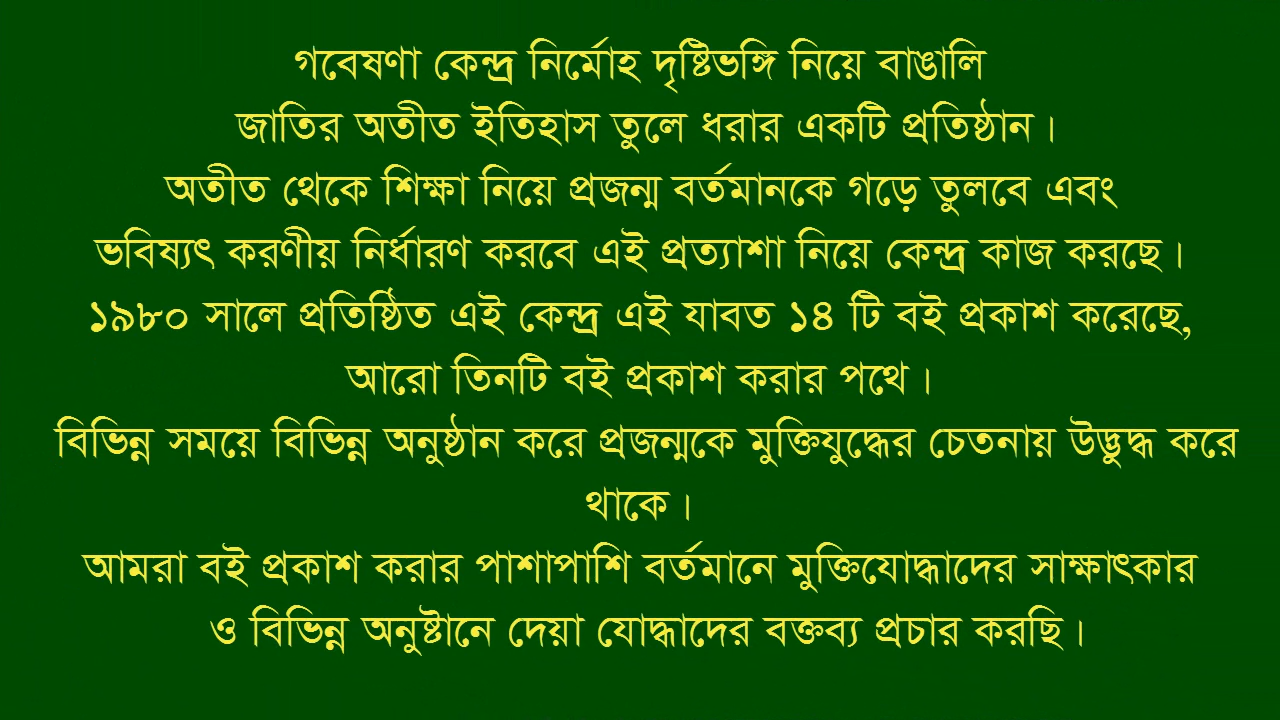 গবেষণা কেন্দ্র নির্মোহ দৃষ্টিভঙ্গি নিয়ে বাঙালি
জাতির অতীত ইতিহাস তুলে ধরার একটি প্রতিষ্ঠান।
অতীত থেকে শিক্ষা নিয়ে প্রজন্ম বর্তমানকে গড়ে তুলবে এবং
ভবিষ্যৎ করণীয় নির্ধারণ করবে এই প্রত্যাশা নিয়ে কেন্দ্র কাজ করছে।
১৯৮০ সালে প্রতিষ্ঠিত এই কেন্দ্র এই যাবত ১৪ টি বই প্রকাশ করেছে,
আরো তিনটি বই প্রকাশ করার পথে।
বিভিন্ন সময়ে বিভিন্ন অনুষ্ঠান করে প্রজন্মকে মুক্তিযুদ্ধের চেতনায় উদ্ভুদ্ধ করে
থাকে।
আমরা বই প্রকাশ করার পাশাপাশি বর্তমানে মুক্তিযোদ্ধাদের সাক্ষাৎকার
ও বিভিন্ন অনুষ্টানে দেয়া যোদ্ধাদের বক্তব্য প্রচার করছি।